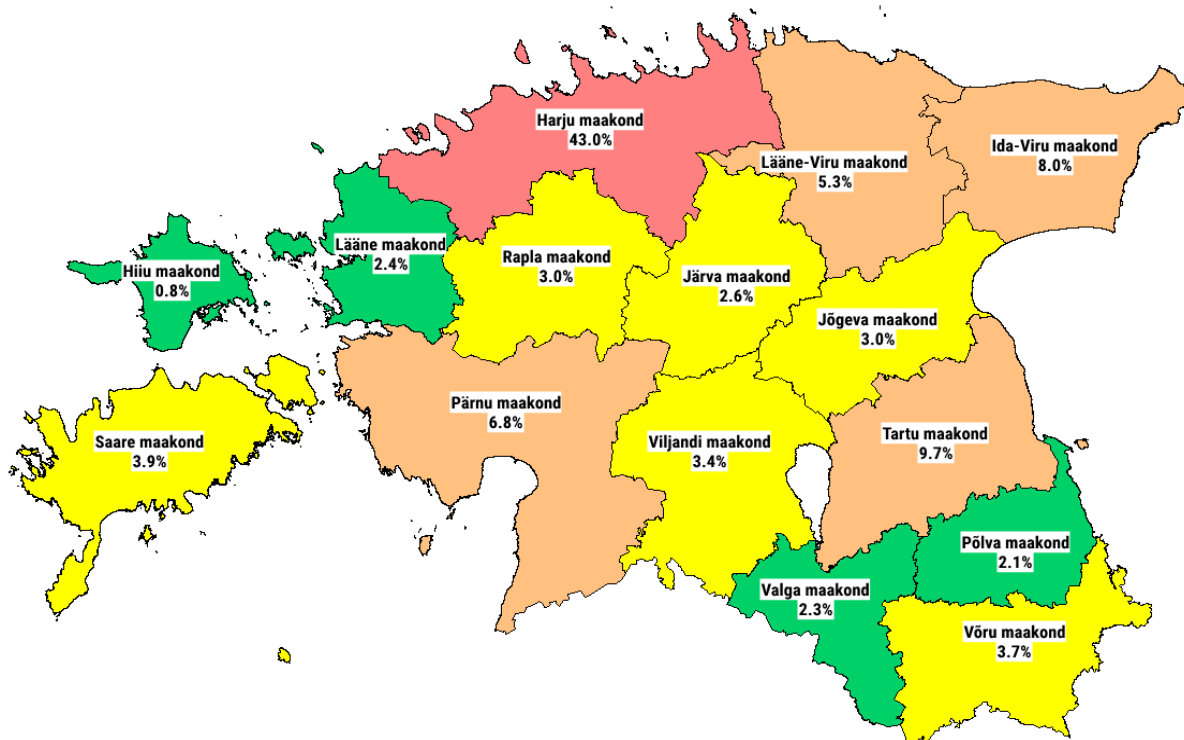 Harju maakond
43.0%
Lääne-Viru maakond
5.3%
Ida-Viru maakond
8.0%
Hiiu maakond
0.8%
Lääne maakond
2.4%
Rapla maakond
3.0%
Järva maakond
2.6%
Jõgeva maakond
3.0%
Saare maakond
3.9%
Pärnu maakond
6.8%
Viljandi maakond
3.4%
Tartu maakond
9.7%
Põlva maakond
2.1%
Valga maakond
2.3%
Võru maakond
3.7%